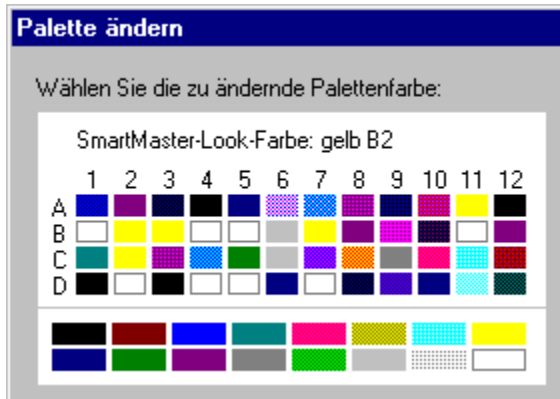 Palette ändern
Wählen Sie die zu ändernde Palettenfarbe:
SmartMaster-Look-Farbe: gelb B2
1 2 3 4 5 6 7 8 9 10 11 12
A
B
C
D